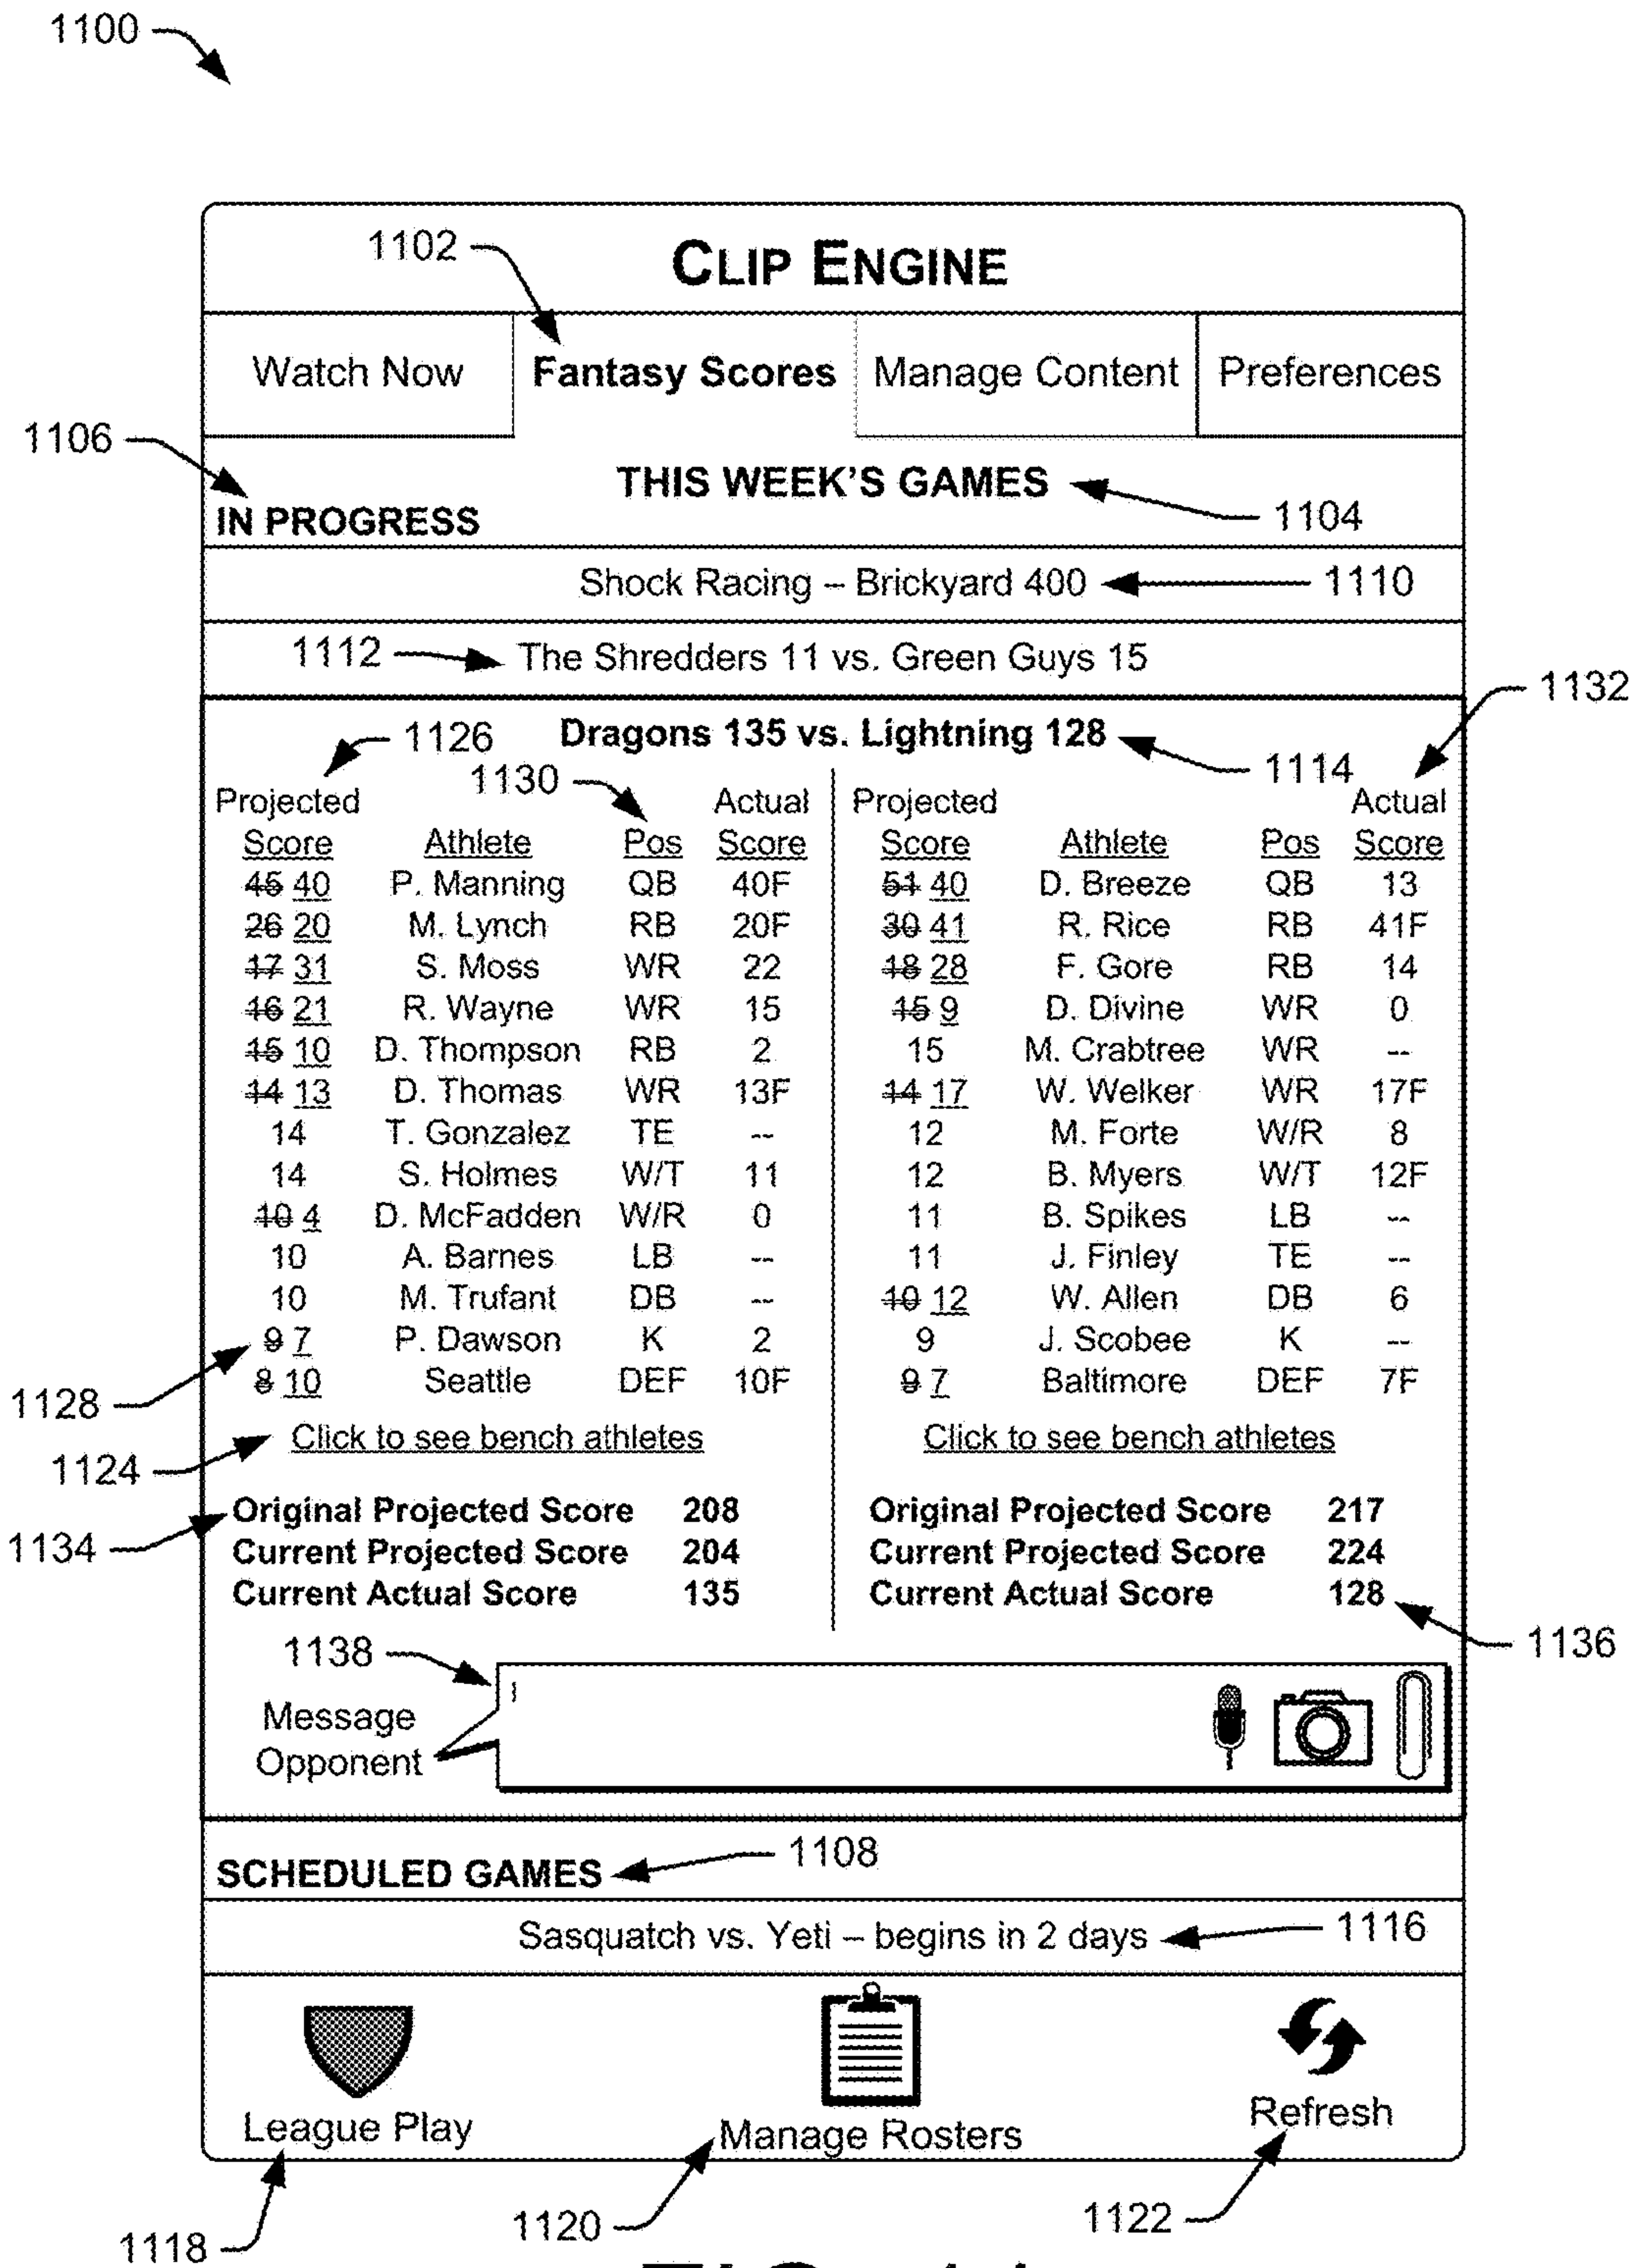 1100
1102
CLIP ENGINE
Watch Now Fantasy Scores Manage Content Preferences
1106
THIS WEEK'S GAMES
1104
IN PROGRESS
Shock Racing – Brickyard 400 1110
1112 The Shredders 11 vs. Green Guys 15
1132
1126 Dragons 135 vs. Lightning 128
1130 1114
Projected Actual Projected Actual
Score Athlete Pos Score Score Athlete Pos Score
45 40 P. Manning QB 40F 51 40 D. Breeze QB 13
26 20 M. Lynch RB 20F 30 41 R. Rice RB 41F
17 31 S. Moss WR 22 18 28 F. Gore RB 14
16 21 R. Wayne WR 15 15 9 D. Divine WR 0
15 10 D. Thompson RB 2 15 M. Crabtree WR --
14 13 D. Thomas WR 13F 14 17 W. Welker WR 17F
14 T. Gonzalez TE -- 12 M. Forte W/R 8
14 S. Holmes W/T 11 12 B. Myers W/T 12F
10 4 D. McFadden W/R 0 11 B. Spikes LB --
10 A. Barnes LB -- 11 J. Finley TE --
10 M. Trufant DB -- 10 12 W. Allen DB 6
9 7 P. Dawson K 2 9 J. Scobee K --
8 10 Seattle DEF 10F 9 7 Baltimore DEF 7F
1128
Click to see bench athletes Click to see bench athletes
1124
Original Projected Score 208 Original Projected Score 217
1134
Current Projected Score 204 Current Projected Score 224
Current Actual Score 135 Current Actual Score 128
1136
1138
Message
Opponent
1108
SCHEDULED GAMES
Sasquatch vs. Yeti – begins in 2 days 1116
League Play Manage Rosters Refresh
1118 1120 1122